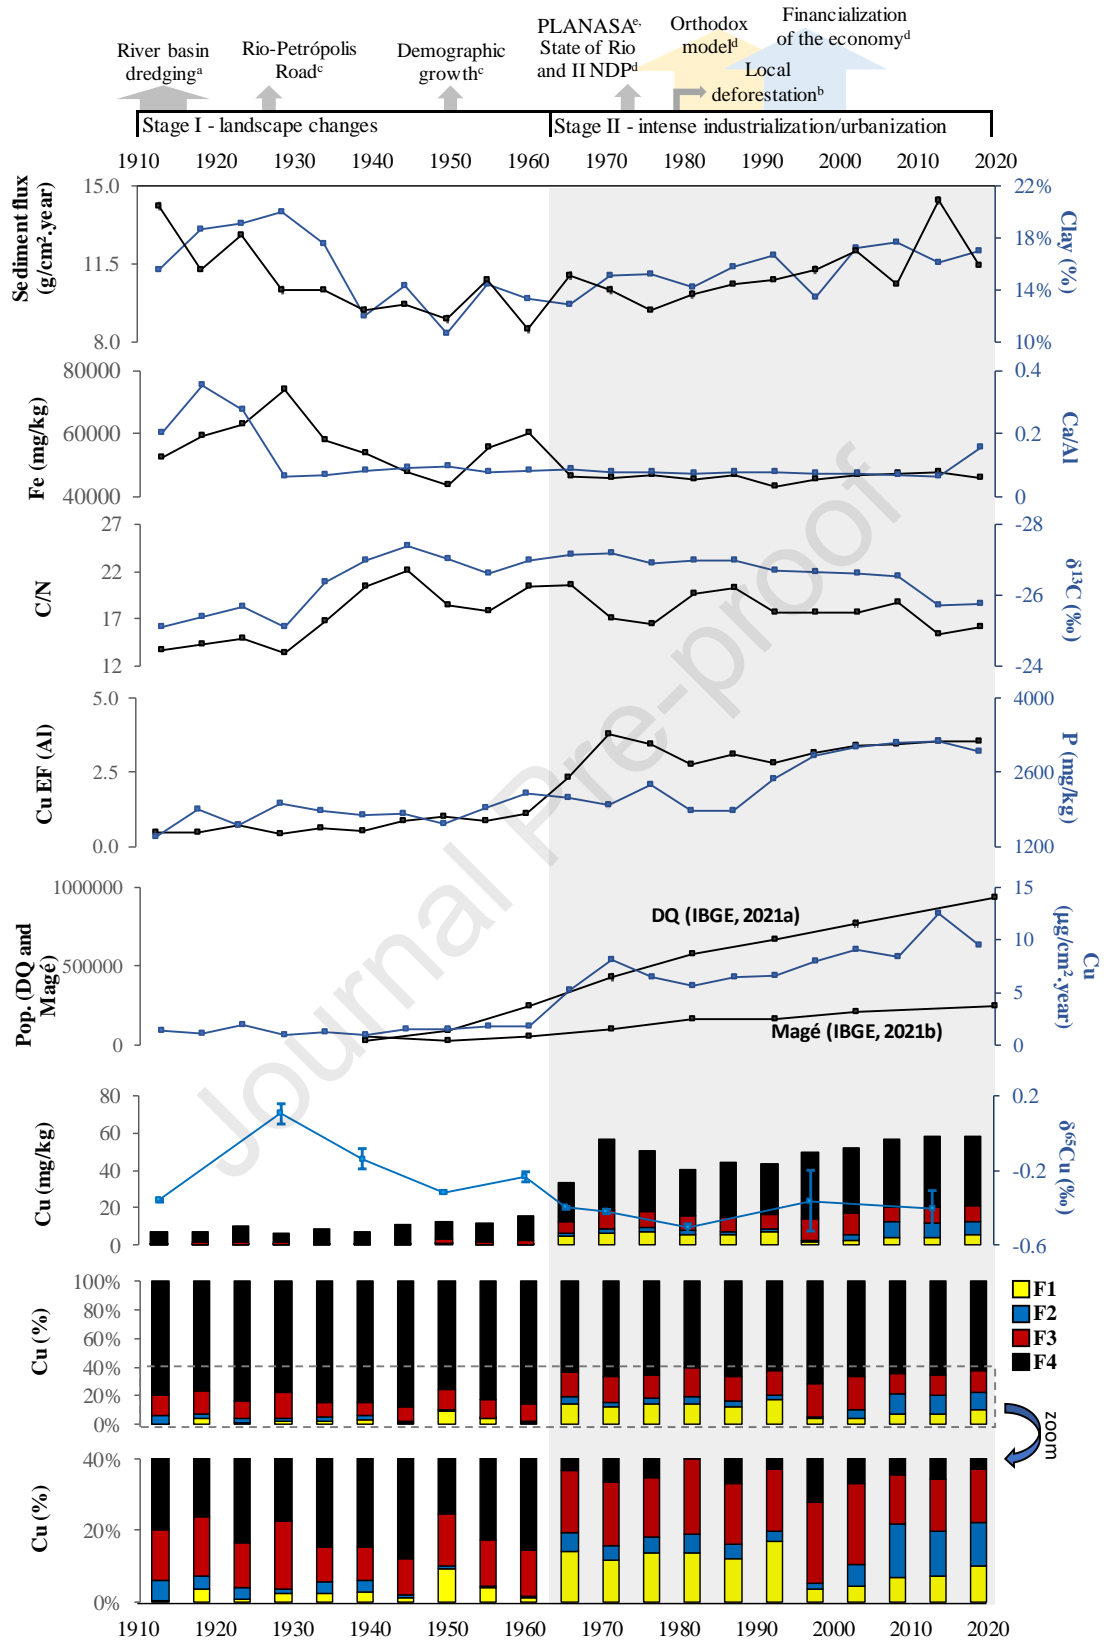 River basin
dredgingᵃ
Rio-Petrópolis
Roadᶜ
Demographic
growthᶜ
PLANASAᵉ,
State of Rio
and II NDPᵈ
Orthodox
modelᵈ
Local
deforestationᵇ
Financialization
of the economyᵈ
Stage I - landscape changes
Stage II - intense industrialization/urbanization
1910 1920 1930 1940 1950 1960 1970 1980 1990 2000 2010 2020
Sediment flux
(g/cm².year)
15.0
11.5
8.0
22%
18%
14%
10%
Clay (%)
Fe (mg/kg)
80000
60000
40000
0.4
0.2
0
Ca/Al
C/N
27
22
17
12
-28
-26
-24
δ¹³C (‰)
Cu EF (Al)
5.0
2.5
0.0
4000
2600
1200
P (mg/kg)
Pop. (DQ and
Magé)
1000000
500000
0
DQ (IBGE, 2021a)
Magé (IBGE, 2021b)
15
10
5
0
Cu
(µg/cm².year)
Cu (mg/kg)
80
60
40
20
0
0.2
-0.2
-0.6
δ⁶⁵Cu (‰)
Cu (%)
100%
80%
60%
40%
20%
0%
F1
F2
F3
F4
zoom
Cu (%)
40%
20%
0%
1910 1920 1930 1940 1950 1960 1970 1980 1990 2000 2010 2020
Journal Pre-proof